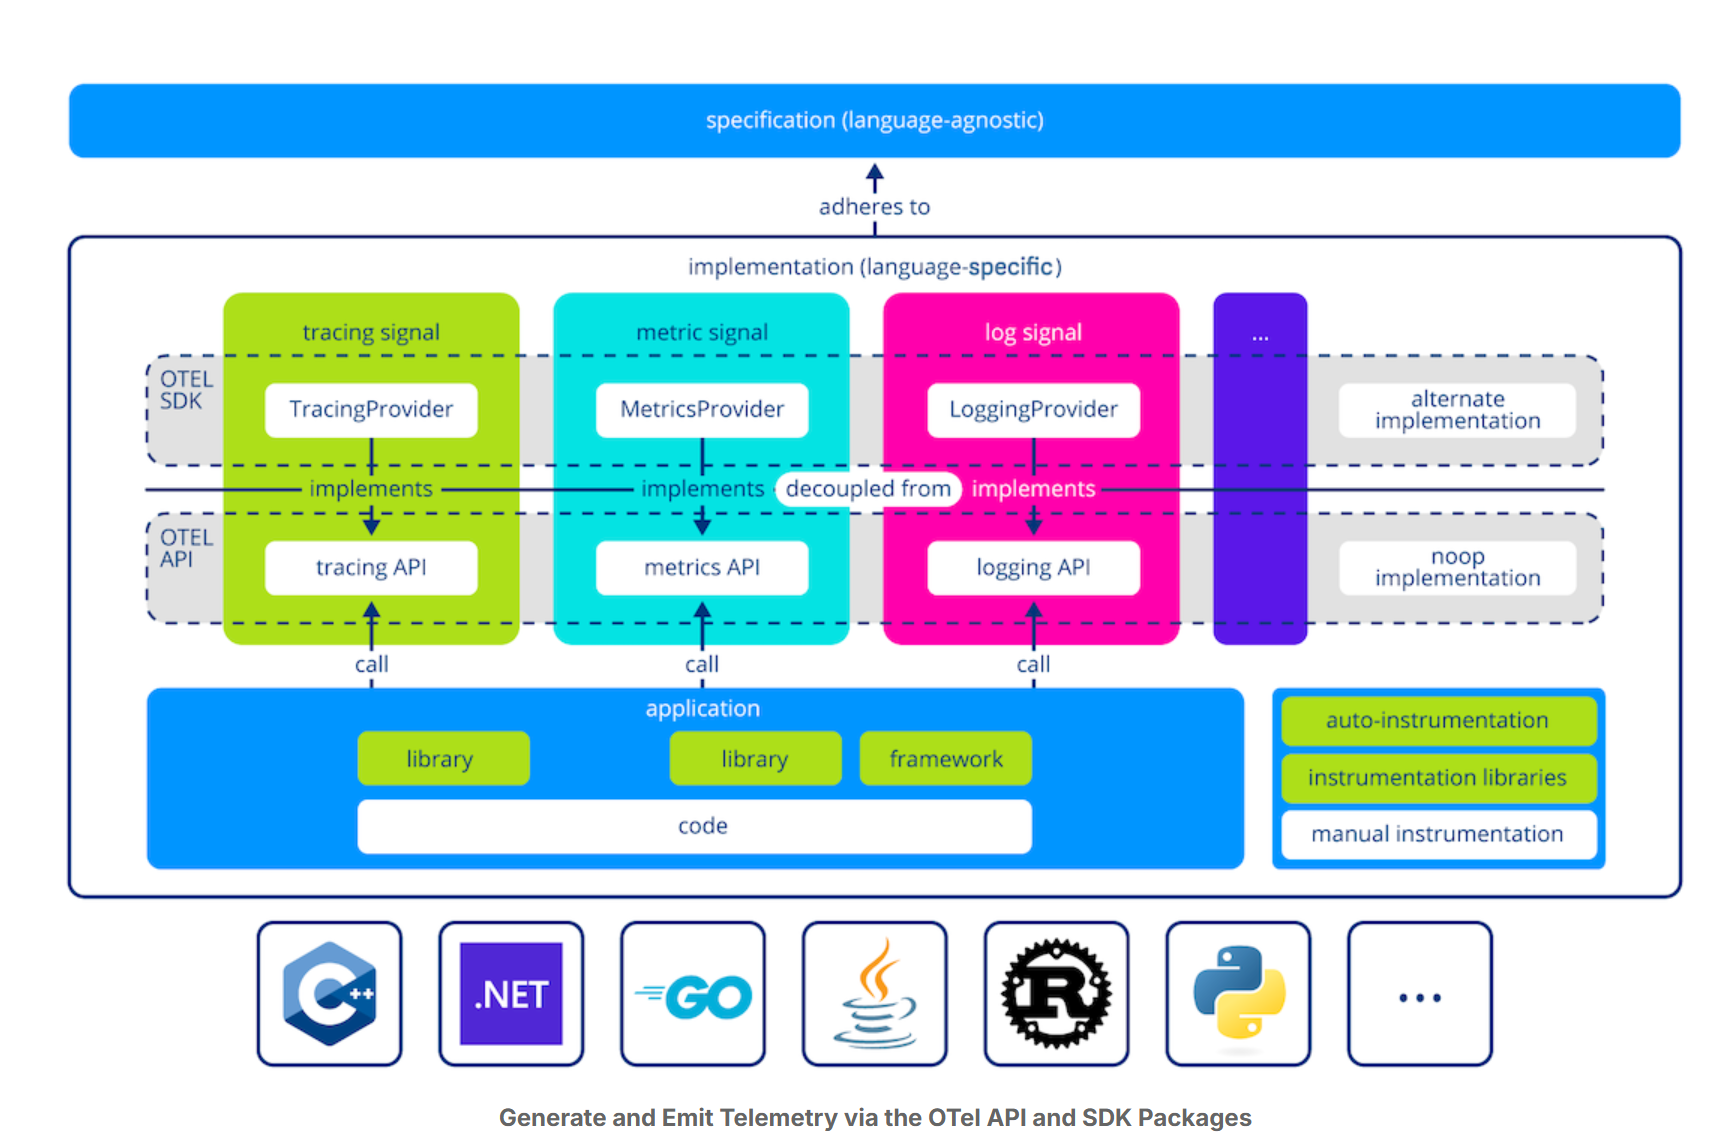 specification (language-agnostic)
adheres to
implementation (language-specific)
tracing signal
metric signal
log signal
...
OTEL
SDK
TracingProvider
MetricsProvider
LoggingProvider
alternate
implementation
implements
implements
decoupled from
implements
OTEL
API
tracing API
metrics API
logging API
noop
implementation
call
call
call
application
library
library
framework
code
auto-instrumentation
instrumentation libraries
manual instrumentation
C++
.NET
GO
R
...
Generate and Emit Telemetry via the OTel API and SDK Packages